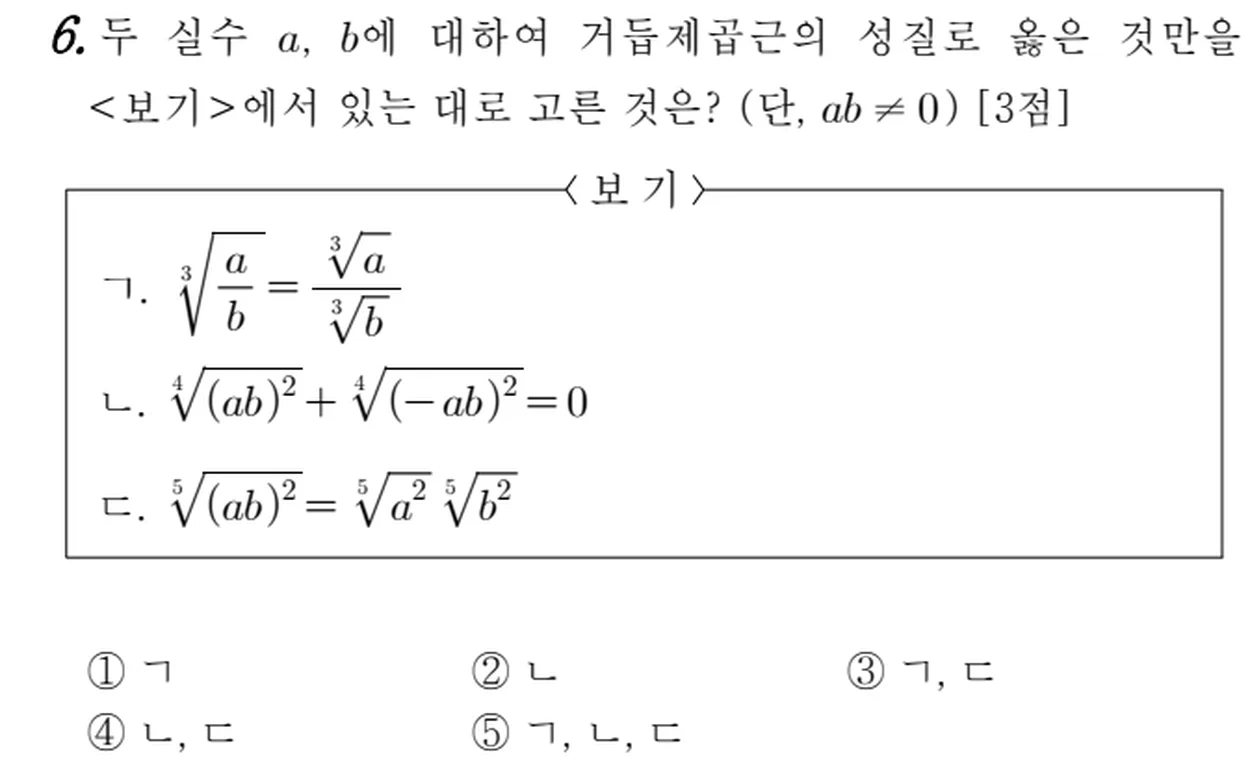 6. 두 실수 a, b에 대하여 거듭제곱근의 성질로 옳은 것만을
<보기>에서 있는 대로 고른 것은? (단, ab ≠ 0) [3점]
〈보 기〉
ㄱ. ∛(a/b) = ∛a / ∛b
ㄴ. ∜((ab)²) + ∜((−ab)²) = 0
ㄷ. ⁵√((ab)²) = ⁵√(a²) ⁵√(b²)
① ㄱ ② ㄴ ③ ㄱ, ㄷ
④ ㄴ, ㄷ ⑤ ㄱ, ㄴ, ㄷ